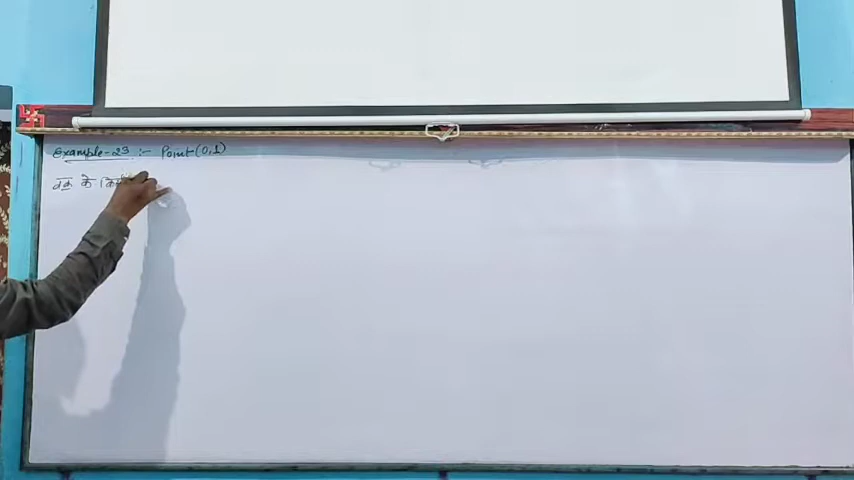 Example-23 :- Point (0,1)
वक्र के किसी